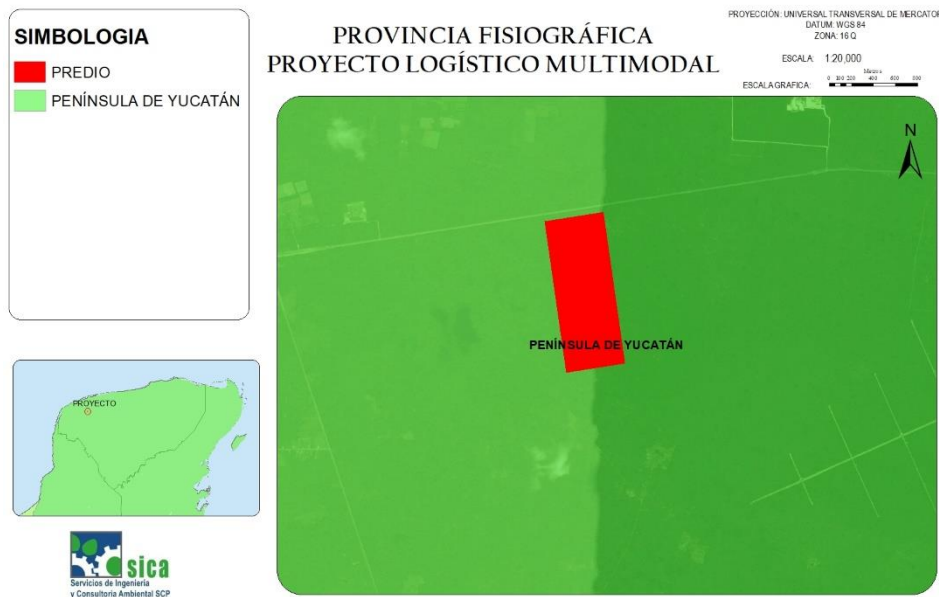 SIMBOLOGIA
PREDIO
PENÍNSULA DE YUCATÁN
PROVINCIA FISIOGRÁFICA
PROYECTO LOGÍSTICO MULTIMODAL
PROYECCIÓN: UNIVERSAL TRANSVERSAL DE MERCATOR
DATUM: WGS 84
ZONA: 16 Q
ESCALA: 1:20,000
Metros
ESCALA GRAFICA: 0 100 200 400 600 800
N
PENÍNSULA DE YUCATÁN
PROYECTO
sica
Servicios de Ingeniería
y Consultoría Ambiental SCP